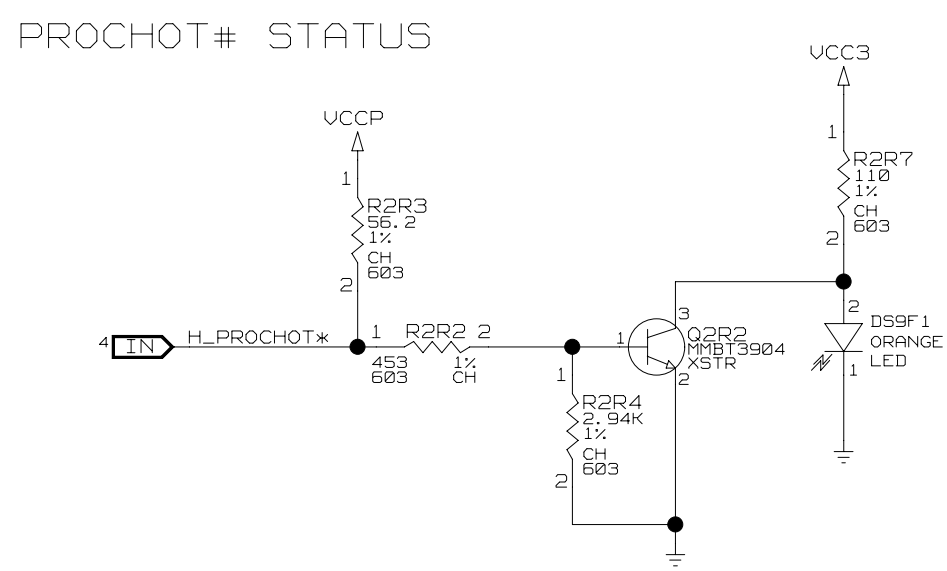 PROCHOT# STATUS
VCC3
VCCP
1
R2R7
110
1%
CH
603
2
1
R2R3
56.2
1%
CH
603
2
4 IN H_PROCHOT*
1 R2R2 2
453 1%
603 CH
1
3
Q2R2
MMBT3904
XSTR
2
2
DS9F1
ORANGE
LED
1
1
R2R4
2.94K
1%
CH
603
2